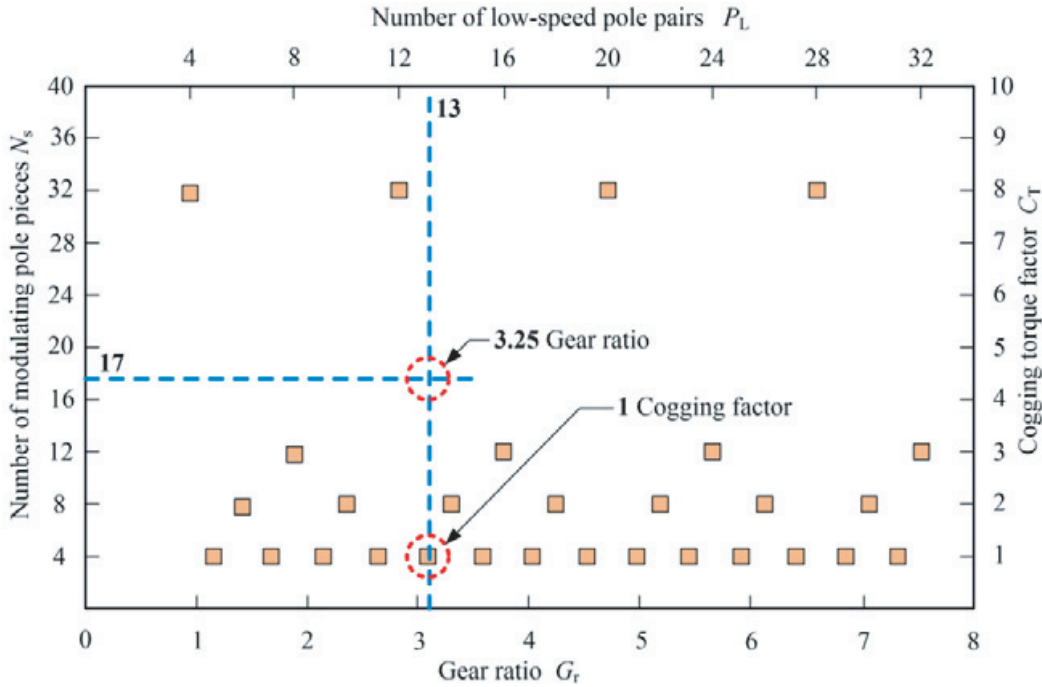 Number of low-speed pole pairs P_L
4 8 12 16 20 24 28 32
Number of modulating pole pieces N_s
40
36
32
28
24
20
16
12
8
4
Cogging torque factor C_T
10
9
8
7
6
5
4
3
2
1
13
3.25 Gear ratio
17
1 Cogging factor
0 1 2 3 4 5 6 7 8
Gear ratio G_r